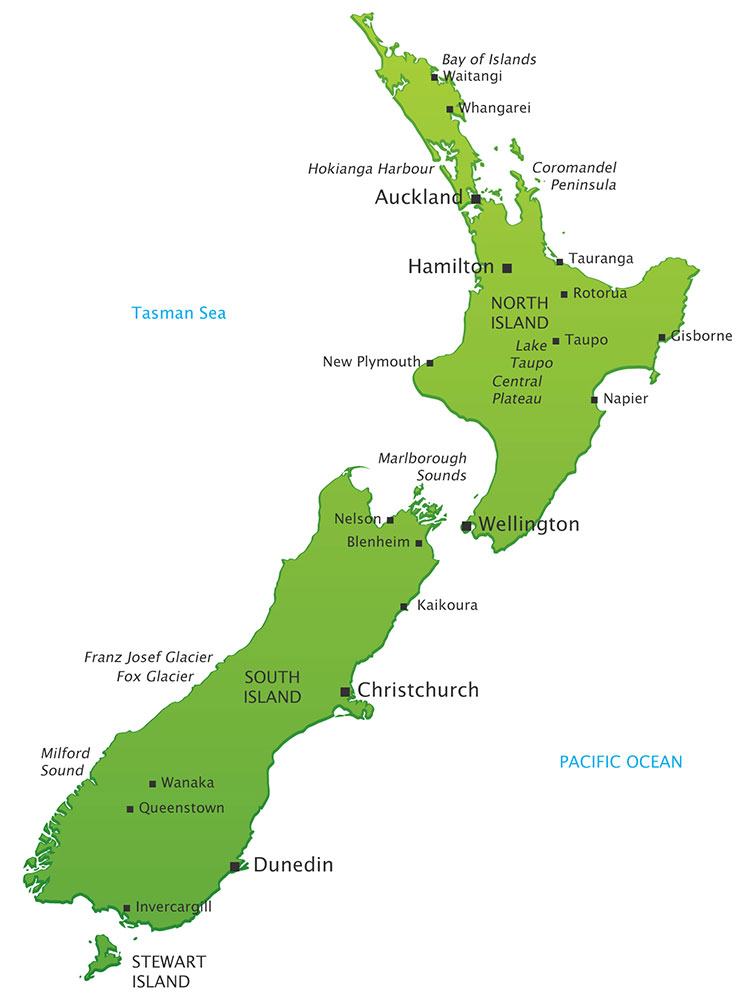 Bay of Islands
Waitangi
Whangarei
Hokianga Harbour
Coromandel
Peninsula
Auckland
Tauranga
Hamilton
Rotorua
NORTH
ISLAND
Tasman Sea
Gisborne
Taupo
Lake
Taupo
New Plymouth
Central
Plateau
Napier
Marlborough
Sounds
Nelson
Wellington
Blenheim
Kaikoura
Franz Josef Glacier
Fox Glacier
SOUTH
ISLAND
Christchurch
Milford
Sound
PACIFIC OCEAN
Wanaka
Queenstown
Dunedin
Invercargill
STEWART
ISLAND